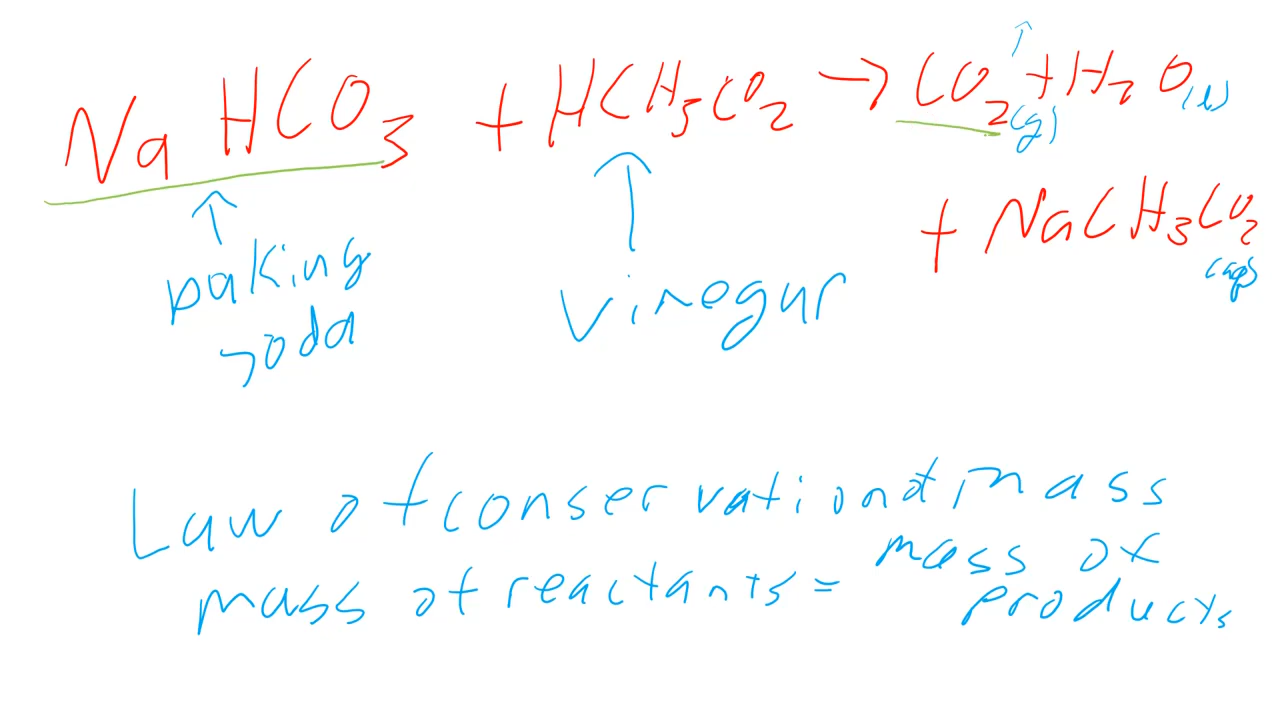 NaHCO3 + HCH3CO2 → CO2(g) ↑ + H2O(l)
+ NaCH3CO2(aq)
baking
soda
vinegar
Law of conservation of mass
mass of reactants = mass of
products